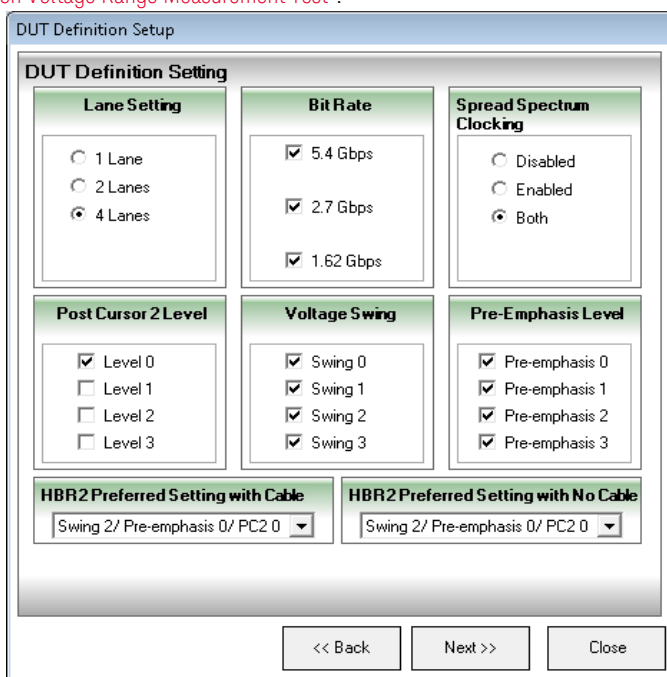 on Voltage Range Measurement Test".
DUT Definition Setup
DUT Definition Setting
Lane Setting
1 Lane
2 Lanes
4 Lanes
Bit Rate
5.4 Gbps
2.7 Gbps
1.62 Gbps
Spread Spectrum
Clocking
Disabled
Enabled
Both
Post Cursor 2 Level
Level 0
Level 1
Level 2
Level 3
Voltage Swing
Swing 0
Swing 1
Swing 2
Swing 3
Pre-Emphasis Level
Pre-emphasis 0
Pre-emphasis 1
Pre-emphasis 2
Pre-emphasis 3
HBR2 Preferred Setting with Cable
Swing 2/ Pre-emphasis 0/ PC2 0
HBR2 Preferred Setting with No Cable
Swing 2/ Pre-emphasis 0/ PC2 0
<< Back
Next >>
Close